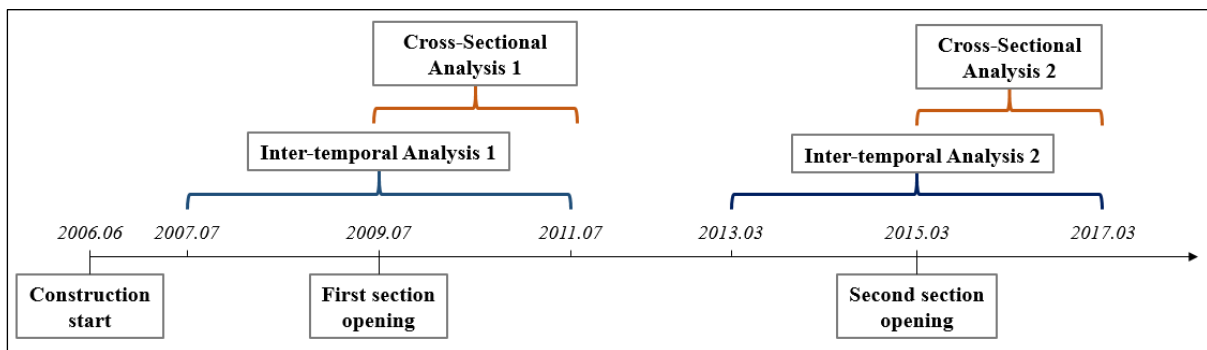 Cross-Sectional
Analysis 1
Cross-Sectional
Analysis 2
Inter-temporal Analysis 1
Inter-temporal Analysis 2
2006.06
2007.07
2009.07
2011.07
2013.03
2015.03
2017.03
Construction
start
First section
opening
Second section
opening